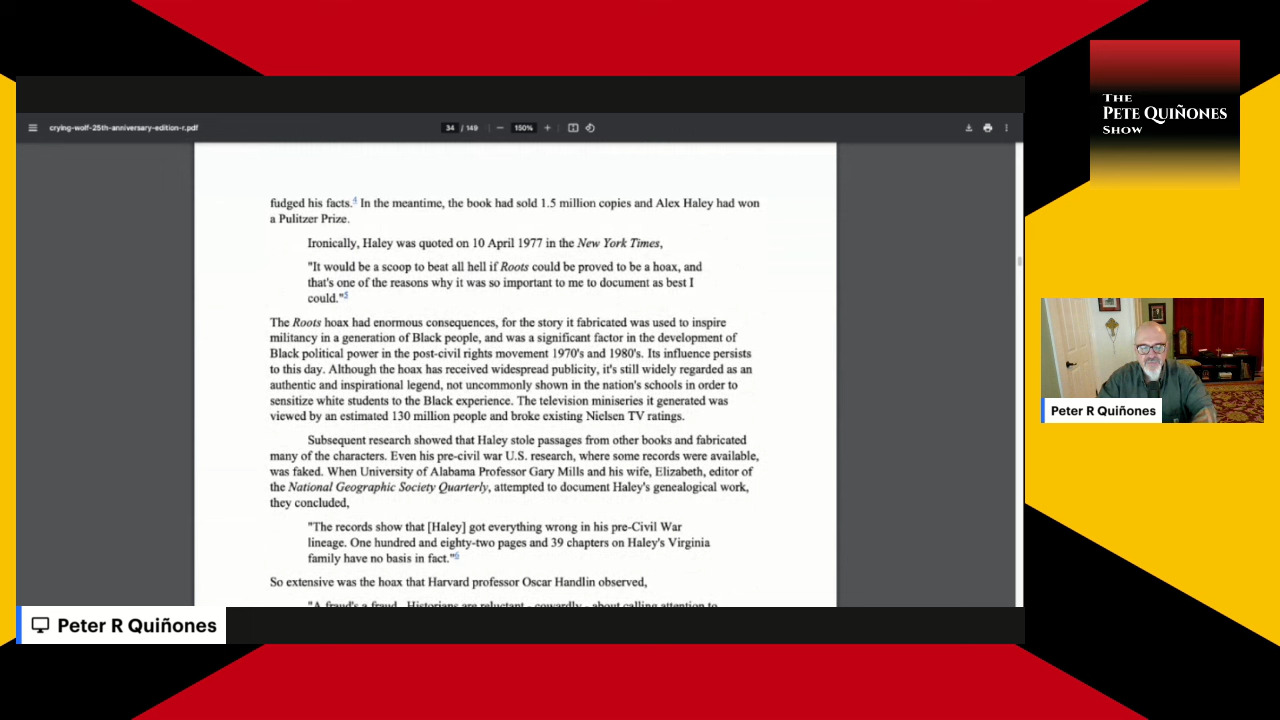 THE
PETE QUIÑONES
SHOW
crying-wolf-25th-anniversary-edition-r.pdf
34 / 149
150%
fudged his facts.4 In the meantime, the book had sold 1.5 million copies and Alex Haley had won
a Pulitzer Prize.
Ironically, Haley was quoted on 10 April 1977 in the New York Times,
"It would be a scoop to beat all hell if Roots could be proved to be a hoax, and
that's one of the reasons why it was so important to me to document as best I
could."5
The Roots hoax had enormous consequences, for the story it fabricated was used to inspire
militancy in a generation of Black people, and was a significant factor in the development of
Black political power in the post-civil rights movement 1970's and 1980's. Its influence persists
to this day. Although the hoax has received widespread publicity, it's still widely regarded as an
authentic and inspirational legend, not uncommonly shown in the nation's schools in order to
sensitize white students to the Black experience. The television miniseries it generated was
viewed by an estimated 130 million people and broke existing Nielsen TV ratings.
Subsequent research showed that Haley stole passages from other books and fabricated
many of the characters. Even his pre-civil war U.S. research, where some records were available,
was faked. When University of Alabama Professor Gary Mills and his wife, Elizabeth, editor of
the National Geographic Society Quarterly, attempted to document Haley's genealogical work,
they concluded,
"The records show that [Haley] got everything wrong in his pre-Civil War
lineage. One hundred and eighty-two pages and 39 chapters on Haley's Virginia
family have no basis in fact."6
So extensive was the hoax that Harvard professor Oscar Handlin observed,
"A fraud's a fraud. Historians are reluctant - cowardly - about calling attention to
Peter R Quiñones
Peter R Quiñones